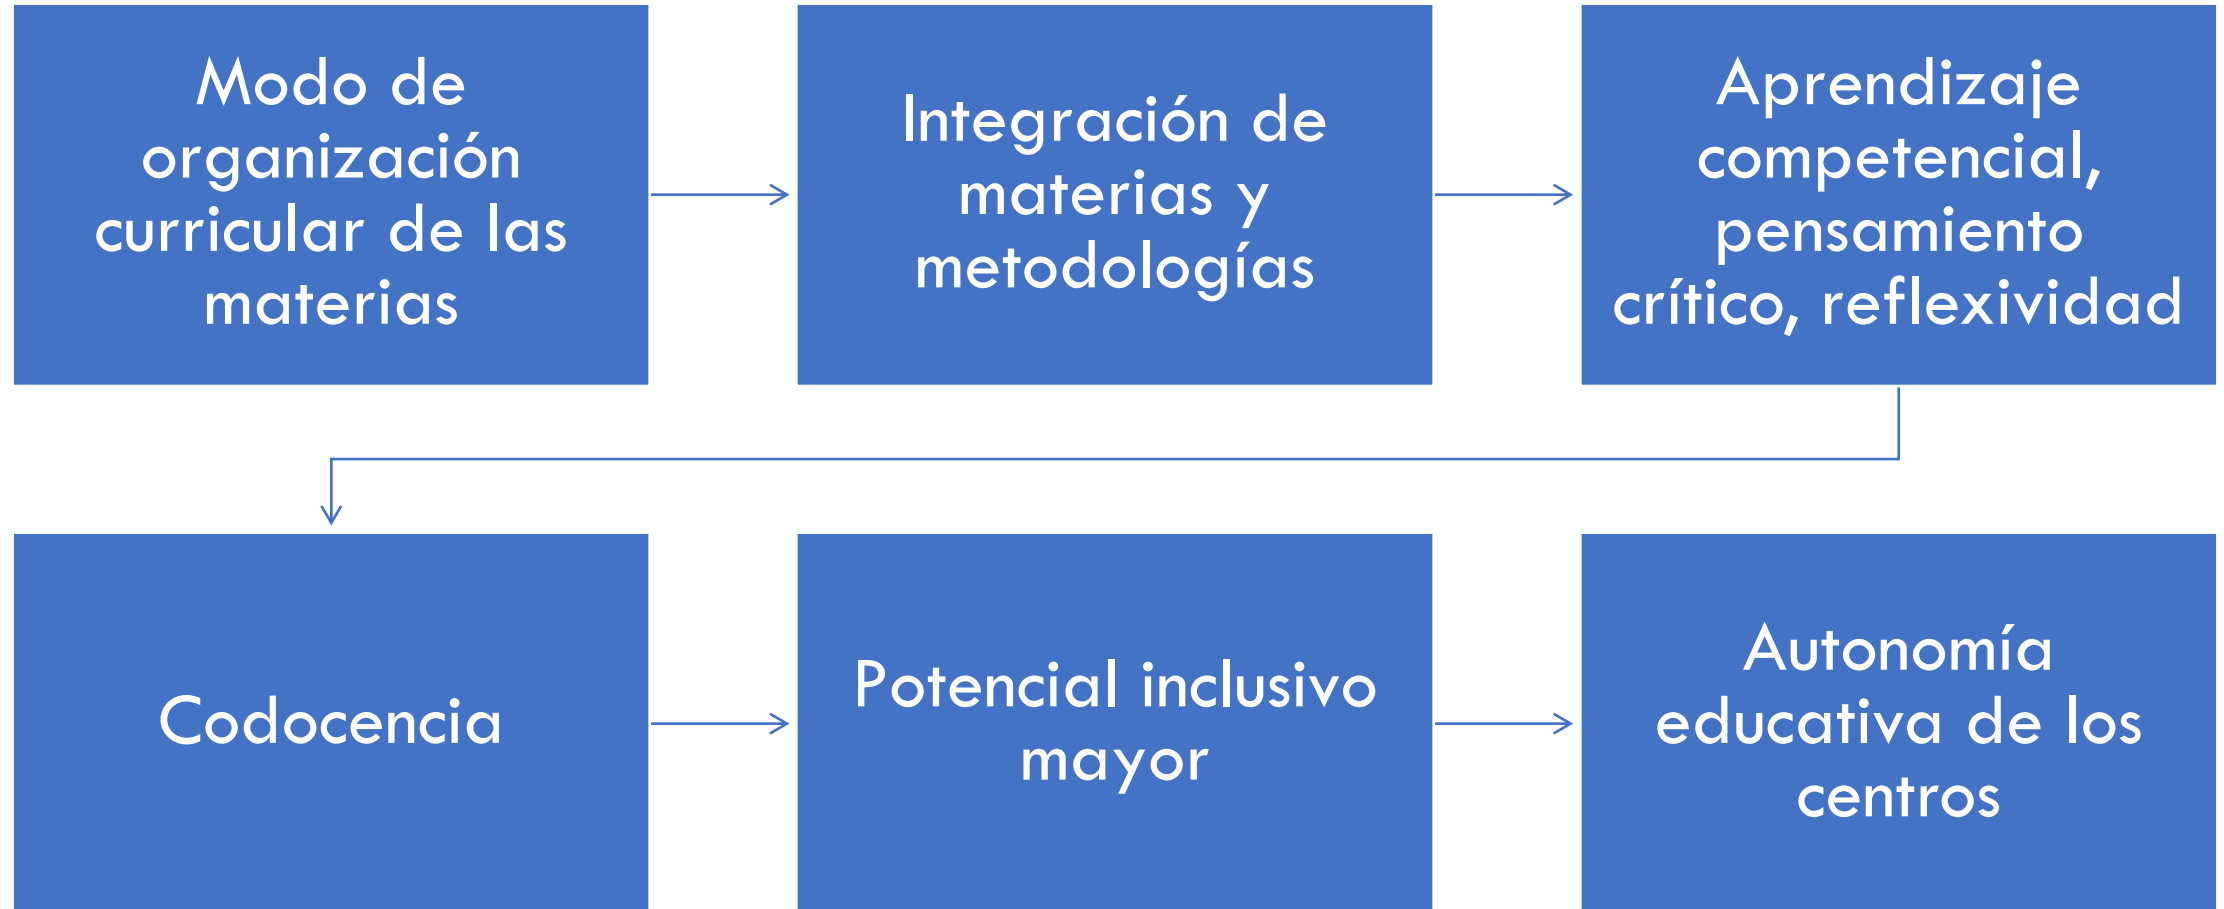 Modo de
organización
curricular de las
materias
Integración de
materias y
metodologías
Aprendizaje
competencial,
pensamiento
crítico, reflexividad
Codocencia
Potencial inclusivo
mayor
Autonomía
educativa de los
centros